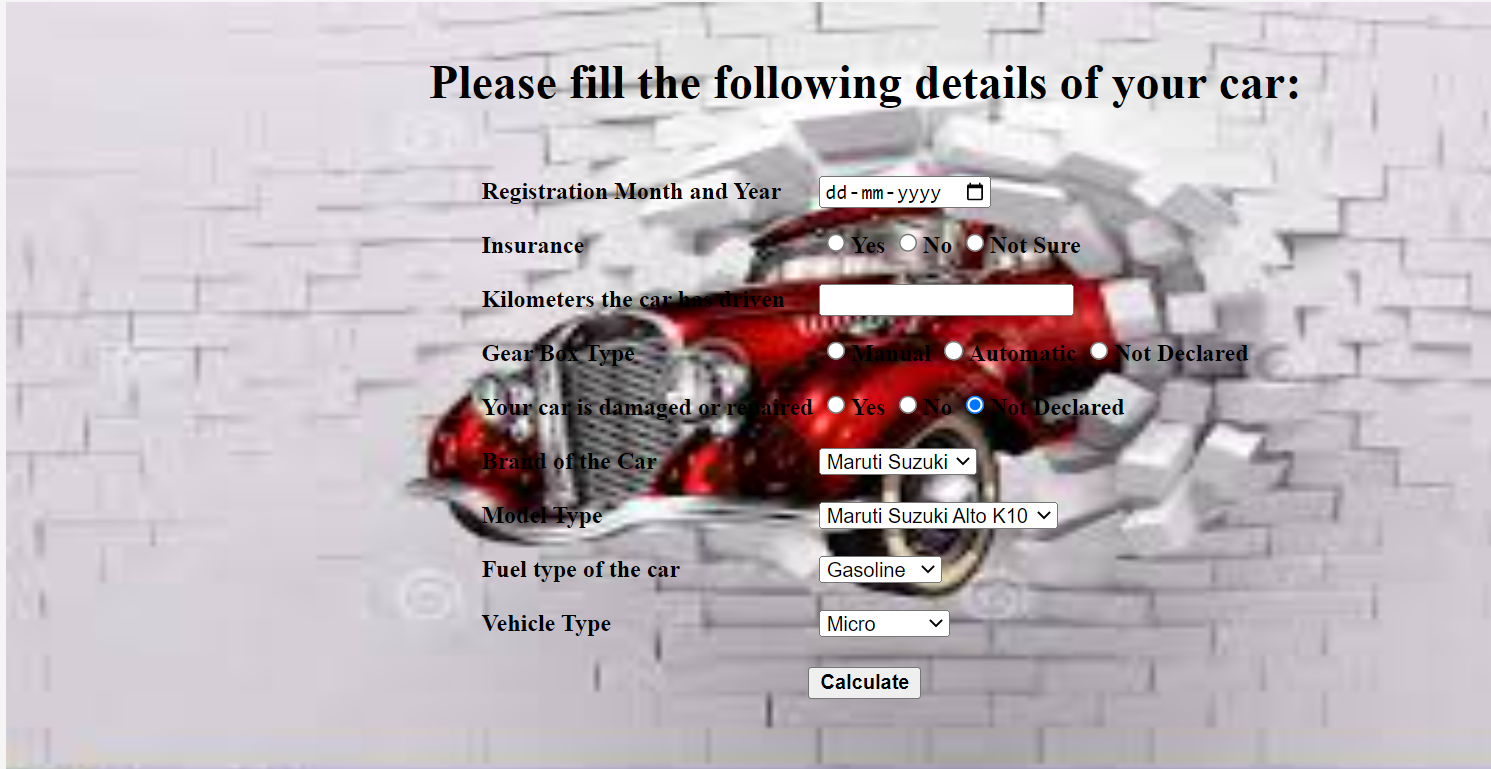 Please fill the following details of your car:
Registration Month and Year dd-mm-yyyy
Insurance Yes No Not Sure
Kilometers the car has driven
Gear Box Type Manual Automatic Not Declared
Your car is damaged or repaired Yes No Not Declared
Brand of the Car Maruti Suzuki
Model Type Maruti Suzuki Alto K10
Fuel type of the car Gasoline
Vehicle Type Micro
Calculate